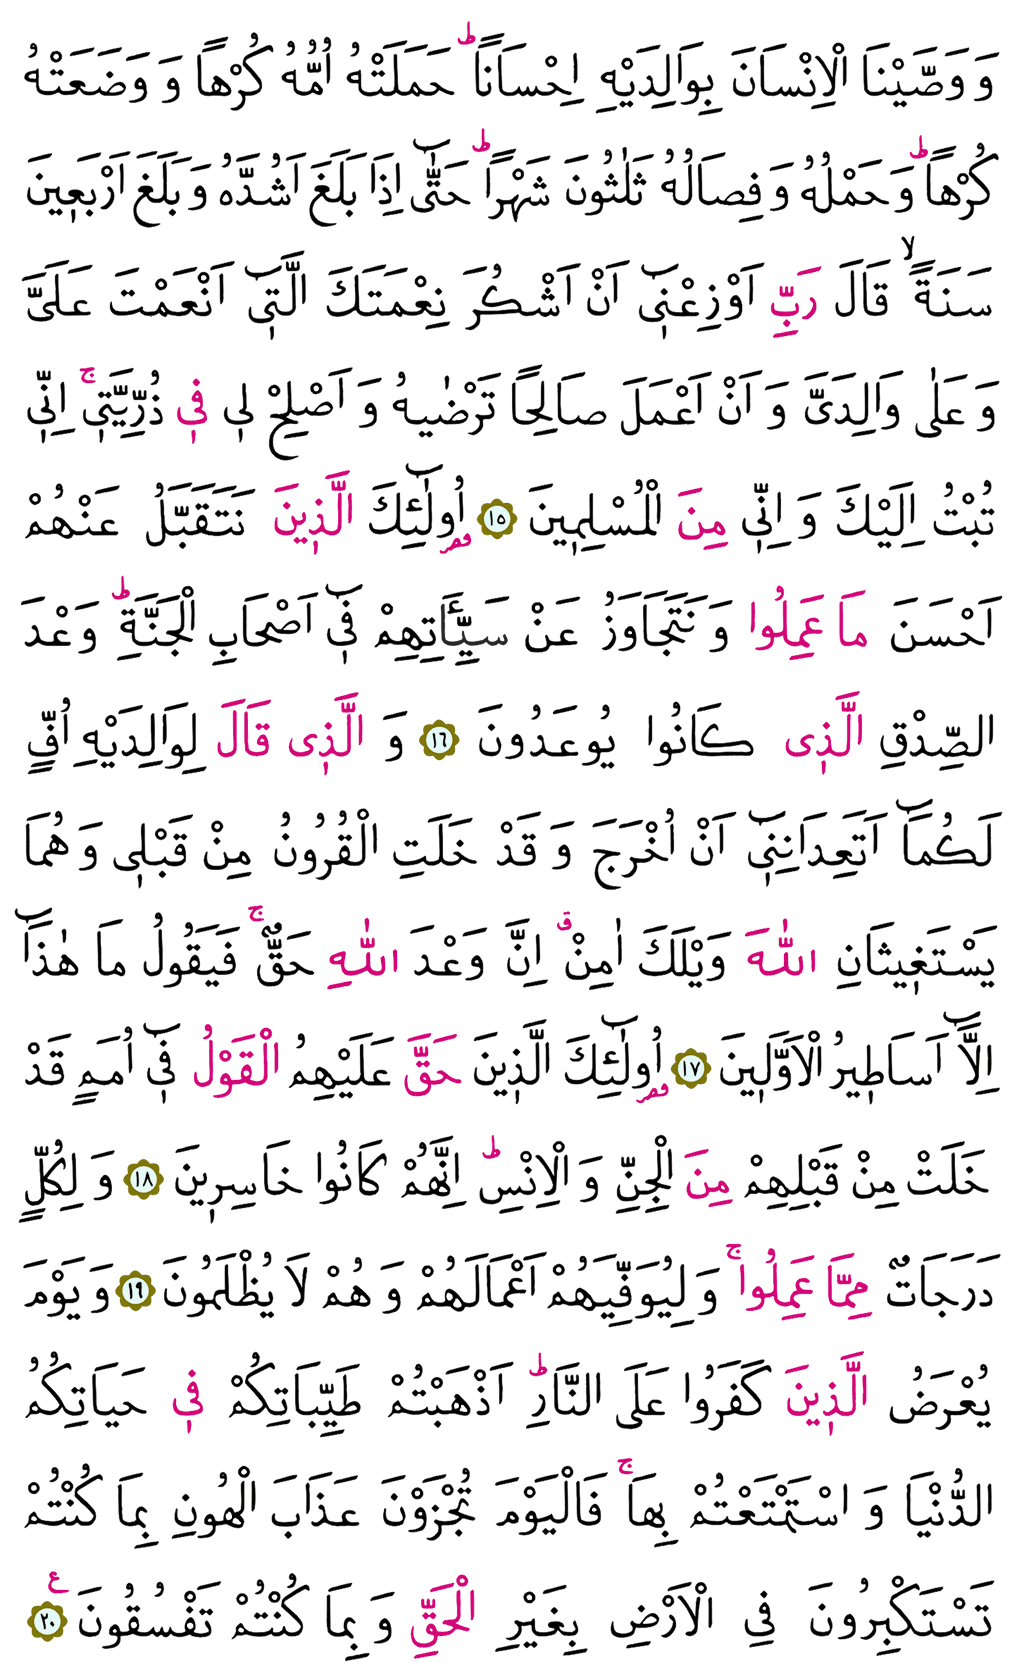 وَ وَصَّيْنَا الْاِنْسَانَ بِوَالِدَيْهِ اِحْسَانًاۜ حَمَلَتْهُ اُمُّهُ كُرْهًا وَ وَضَعَتْهُ
كُرْهًاۜ وَ حَمْلُهُ وَ فِصَالُهُ ثَلٰثُونَ شَهْرًاۜ حَتّٰٓى اِذَا بَلَغَ اَشُدَّهُ وَ بَلَغَ اَرْبَعٖينَ
سَنَةًۙ قَالَ رَبِّ اَوْزِعْنٖٓى اَنْ اَشْكُرَ نِعْمَتَكَ الَّتٖٓى اَنْعَمْتَ عَلَىَّ
وَ عَلٰى وَالِدَىَّ وَ اَنْ اَعْمَلَ صَالِحًا تَرْضٰيهُ وَ اَصْلِحْ لٖى فٖى ذُرِّيَّتٖىۚ اِنّٖى
تُبْتُ اِلَيْكَ وَ اِنّٖى مِنَ الْمُسْلِمٖينَ ﴿١٥﴾ اُو۬لٰٓئِكَ الَّذٖينَ نَتَقَبَّلُ عَنْهُمْ
اَحْسَنَ مَا عَمِلُوا وَ نَتَجَاوَزُ عَنْ سَيِّـَٔاتِهِمْ فٖٓى اَصْحَابِ الْجَنَّةِۜ وَعْدَ
الصِّدْقِ الَّذٖى كَانُوا يُوعَدُونَ ﴿١٦﴾ وَ الَّذٖى قَالَ لِوَالِدَيْهِ اُفٍّ
لَكُمَٓا اَتَعِدَانِنٖٓى اَنْ اُخْرَجَ وَ قَدْ خَلَتِ الْقُرُونُ مِنْ قَبْلٖى وَ هُمَا
يَسْتَغٖيثَانِ اللّٰهَ وَيْلَكَ اٰمِنْۗ اِنَّ وَعْدَ اللّٰهِ حَقٌّۚ فَيَقُولُ مَا هٰذَٓا
اِلَّٓا اَسَاطٖيرُ الْاَوَّلٖينَ ﴿١٧﴾ اُو۬لٰٓئِكَ الَّذٖينَ حَقَّ عَلَيْهِمُ الْقَوْلُ فٖٓى اُمَمٍ قَدْ
خَلَتْ مِنْ قَبْلِهِمْ مِنَ الْجِنِّ وَ الْاِنْسِۜ اِنَّهُمْ كَانُوا خَاسِرٖينَ ﴿١٨﴾ وَ لِكُلٍّ
دَرَجَاتٌ مِمَّا عَمِلُواۚ وَ لِيُوَفِّيَهُمْ اَعْمَالَهُمْ وَ هُمْ لَا يُظْلَمُونَ ﴿١٩﴾ وَ يَوْمَ
يُعْرَضُ الَّذٖينَ كَفَرُوا عَلَى النَّارِۜ اَذْهَبْتُمْ طَيِّبَاتِكُمْ فٖى حَيَاتِكُمُ
الدُّنْيَا وَ اسْتَمْتَعْتُمْ بِهَاۚ فَالْيَوْمَ تُجْزَوْنَ عَذَابَ الْهُونِ بِمَا كُنْتُمْ
تَسْتَكْبِرُونَ فِى الْاَرْضِ بِغَيْرِ الْحَقِّ وَ بِمَا كُنْتُمْ تَفْسُقُونَ ﴿٢٠﴾ ع